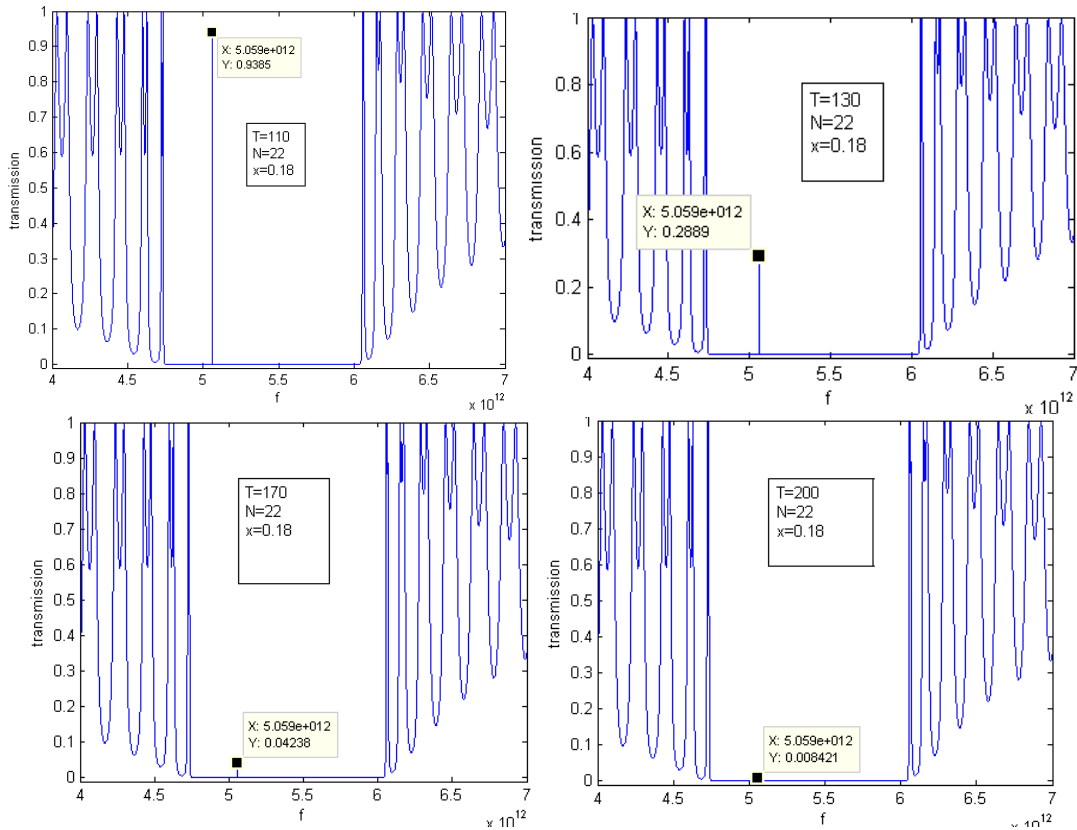 1
0.9
0.8
0.7
0.6
0.5
0.4
0.3
0.2
0.1
0
transmission
X: 5.059e+012
Y: 0.9385
T=110
N=22
x=0.18
4
4.5
5
5.5
6
6.5
7
f
x 10^12
1
0.8
0.6
0.4
0.2
0
transmission
T=130
N=22
x=0.18
X: 5.059e+012
Y: 0.2889
4
4.5
5
5.5
6
6.5
7
f
x 10^12
1
0.9
0.8
0.7
0.6
0.5
0.4
0.3
0.2
0.1
0
transmission
T=170
N=22
x=0.18
X: 5.059e+012
Y: 0.04238
4
4.5
5
5.5
6
6.5
7
f
x 10^12
1
0.9
0.8
0.7
0.6
0.5
0.4
0.3
0.2
0.1
0
transmission
T=200
N=22
x=0.18
X: 5.059e+012
Y: 0.008421
4
4.5
5
5.5
6
6.5
7
f
x 10^12